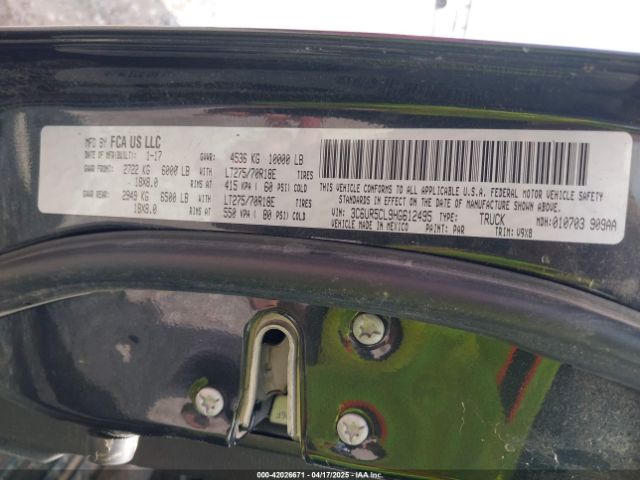 MFD BY FCA US LLC
DATE OF MFR(BUILT): 1-17 GVWR: 4536 KG 10000 LB
GAWR FRONT: 2722 KG 6000 LB WITH LT275/70R18E TIRES
18X8.0 RIMS AT 415 KPA( 60 PSI) COLD
GAWR REAR: 2949 KG 6500 LB WITH LT275/70R18E TIRES
18X8.0 RIMS AT 550 KPA( 80 PSI) COLD
THIS VEHICLE CONFORMS TO ALL APPLICABLE U.S.A. FEDERAL MOTOR VEHICLE SAFETY
STANDARDS IN EFFECT ON THE DATE OF MANUFACTURE SHOWN ABOVE.
VIN: 3C6UR5CL9HG612495 TYPE: TRUCK MDH:010703 909AA
VEHICLE MADE IN MEXICO PAINT: PAR TRIM: V9X8
000-42026671 - 04/17/2025 - WWW.IAAI.COM